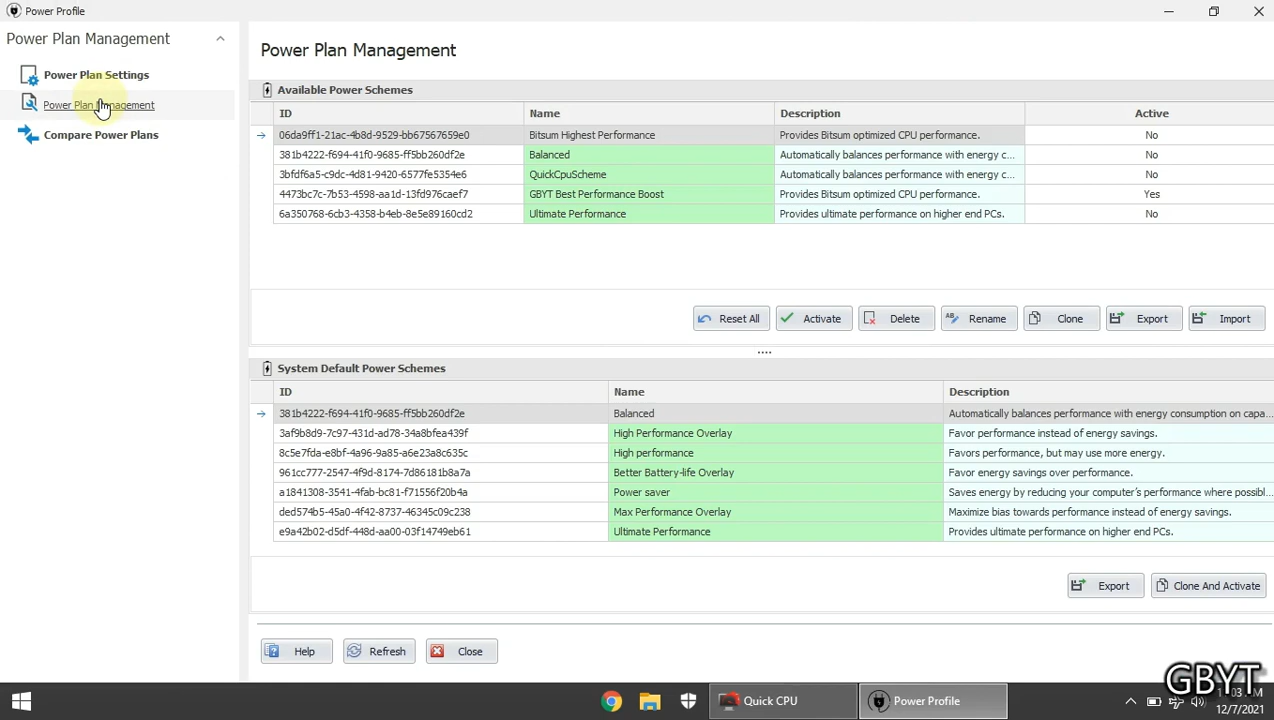 Power Profile
Power Plan Management
Power Plan Settings
Power Plan Management
Compare Power Plans
Power Plan Management
Available Power Schemes
ID Name Description Active
06da9ff1-21ac-4b8d-9529-bb67567659e0 Bitsum Highest Performance Provides Bitsum optimized CPU performance. No
381b4222-f694-41f0-9685-ff5bb260df2e Balanced Automatically balances performance with energy c... No
3bfdf6a5-c9dc-4d81-9420-6577fe5354e6 QuickCpuScheme Automatically balances performance with energy c... No
4473bc7c-7b53-4598-aa1d-13fd976caef7 GBYT Best Performance Boost Provides Bitsum optimized CPU performance. Yes
6a350768-6cb3-4358-b4eb-8e5e89160cd2 Ultimate Performance Provides ultimate performance on higher end PCs. No
Reset All Activate Delete Rename Clone Export Import
System Default Power Schemes
ID Name Description
381b4222-f694-41f0-9685-ff5bb260df2e Balanced Automatically balances performance with energy consumption on capa...
3af9b8d9-7c97-431d-ad78-34a8bfea439f High Performance Overlay Favor performance instead of energy savings.
8c5e7fda-e8bf-4a96-9a85-a6e23a8c635c High performance Favors performance, but may use more energy.
961cc777-2547-4f9d-8174-7d86181b8a7a Better Battery-life Overlay Favor energy savings over performance.
a1841308-3541-4fab-bc81-f71556f20b4a Power saver Saves energy by reducing your computer's performance where possibl...
ded574b5-45a0-4f42-8737-46345c09c238 Max Performance Overlay Maximize bias towards performance instead of energy savings.
e9a42b02-d5df-448d-aa00-03f14749eb61 Ultimate Performance Provides ultimate performance on higher end PCs.
Export Clone And Activate
Help Refresh Close
GBYT
Quick CPU Power Profile
12/7/2021